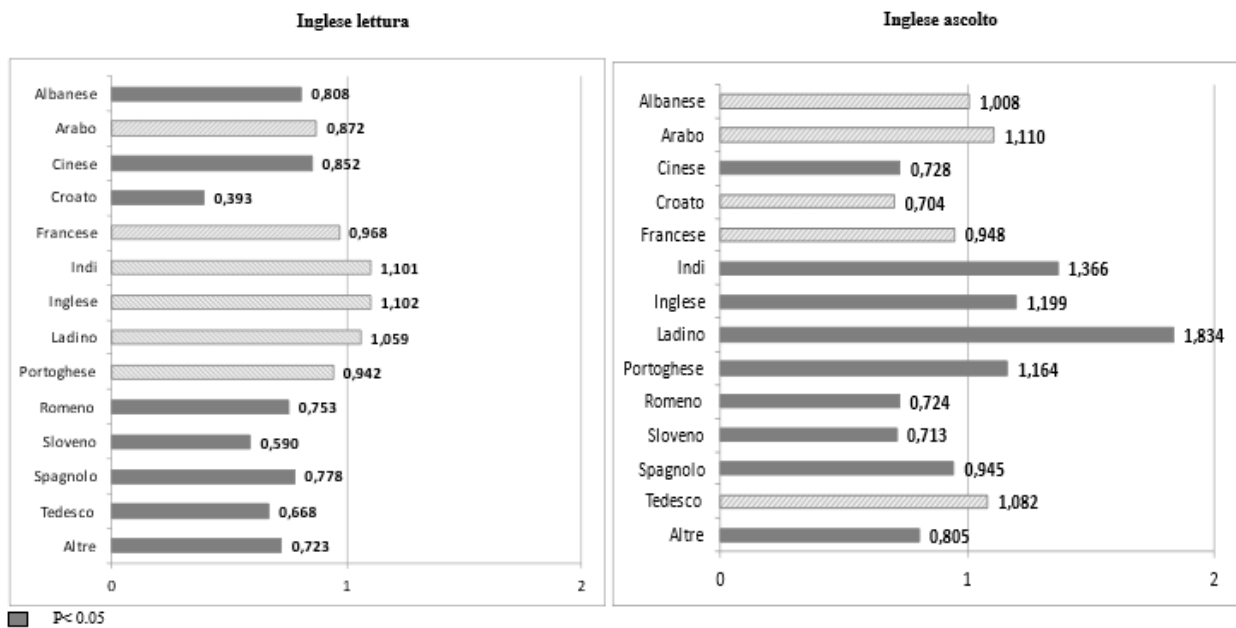 Inglese lettura
Albanese 0,808
Arabo 0,872
Cinese 0,852
Croato 0,393
Francese 0,968
Indi 1,101
Inglese 1,102
Ladino 1,059
Portoghese 0,942
Romeno 0,753
Sloveno 0,590
Spagnolo 0,778
Tedesco 0,668
Altre 0,723
0 1 2
P< 0.05
Inglese ascolto
Albanese 1,008
Arabo 1,110
Cinese 0,728
Croato 0,704
Francese 0,948
Indi 1,366
Inglese 1,199
Ladino 1,834
Portoghese 1,164
Romeno 0,724
Sloveno 0,713
Spagnolo 0,945
Tedesco 1,082
Altre 0,805
0 1 2